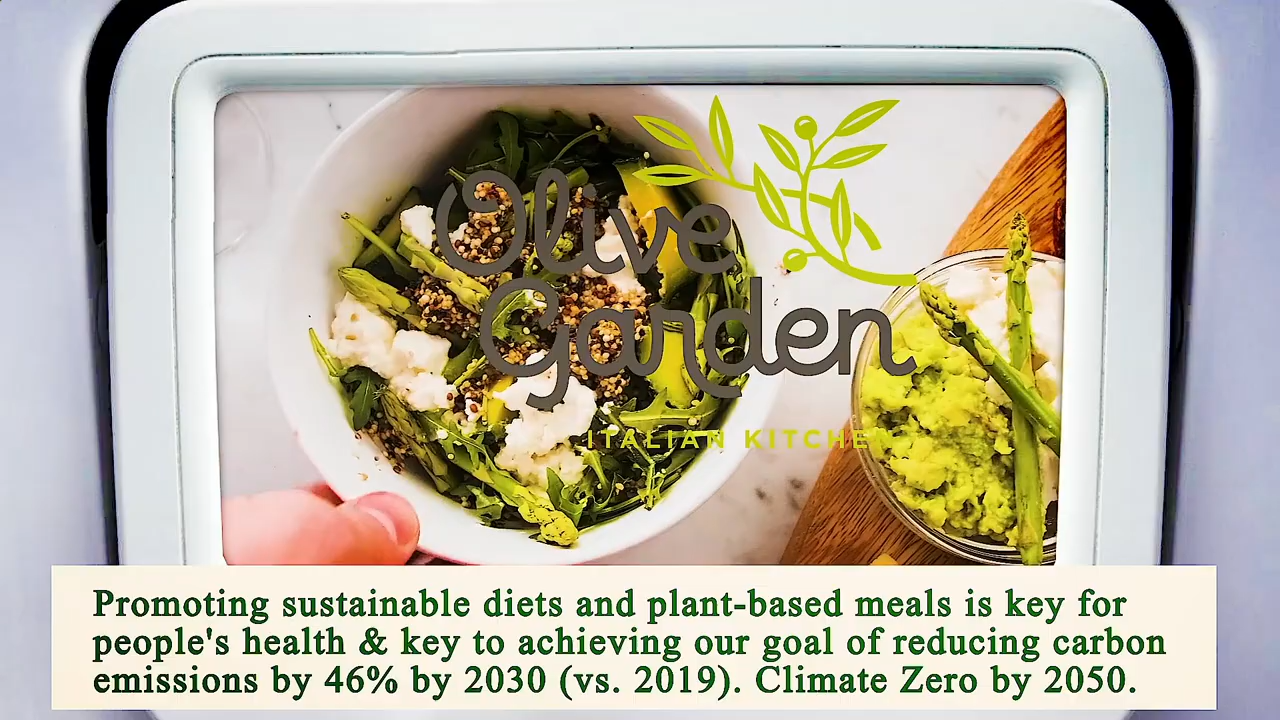 Olive
Garden
ITALIAN KITCHEN
Promoting sustainable diets and plant-based meals is key for
people's health & key to achieving our goal of reducing carbon
emissions by 46% by 2030 (vs. 2019). Climate Zero by 2050.